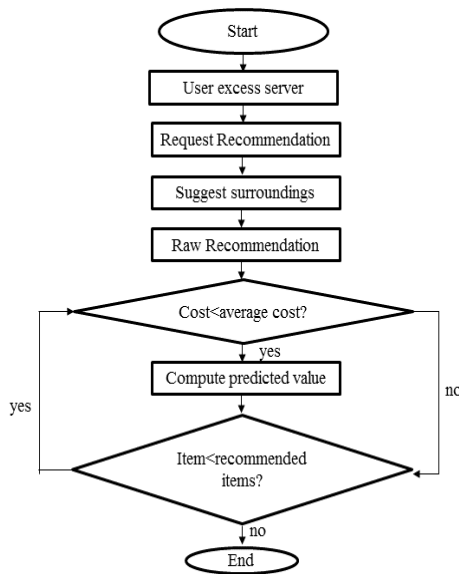 Start
User excess server
Request Recommendation
Suggest surroundings
Raw Recommendation
Cost<average cost?
yes
Compute predicted value
no
yes
Item<recommended
items?
no
End